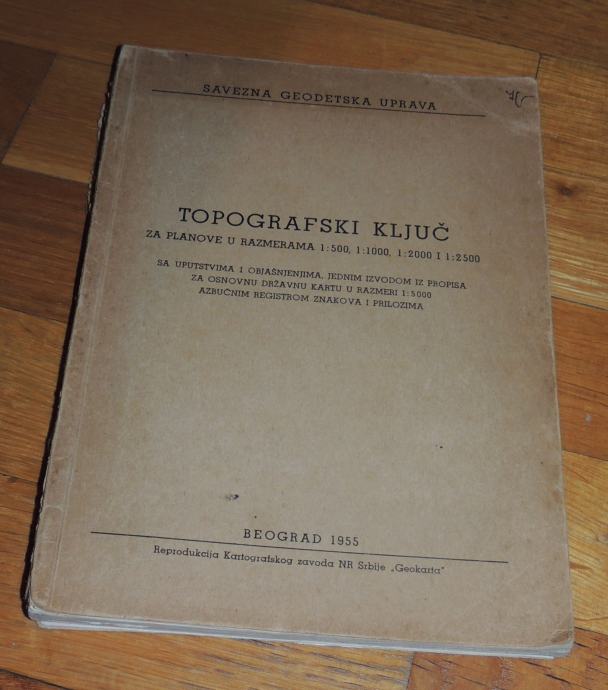 SAVEZNA GEODETSKA UPRAVA
TOPOGRAFSKI KLJUČ
ZA PLANOVE U RAZMERAMA 1:500, 1:1000, 1:2000 I 1:2500
SA UPUTSTVIMA I OBJAŠNJENJIMA, JEDNIM IZVODOM IZ PROPISA
ZA OSNOVNU DRŽAVNU KARTU U RAZMERI 1:5000
AZBUČNIM REGISTROM ZNAKOVA I PRILOZIMA
BEOGRAD 1955
Reprodukcija Kartografskog zavoda NR Srbije „Geokarta"